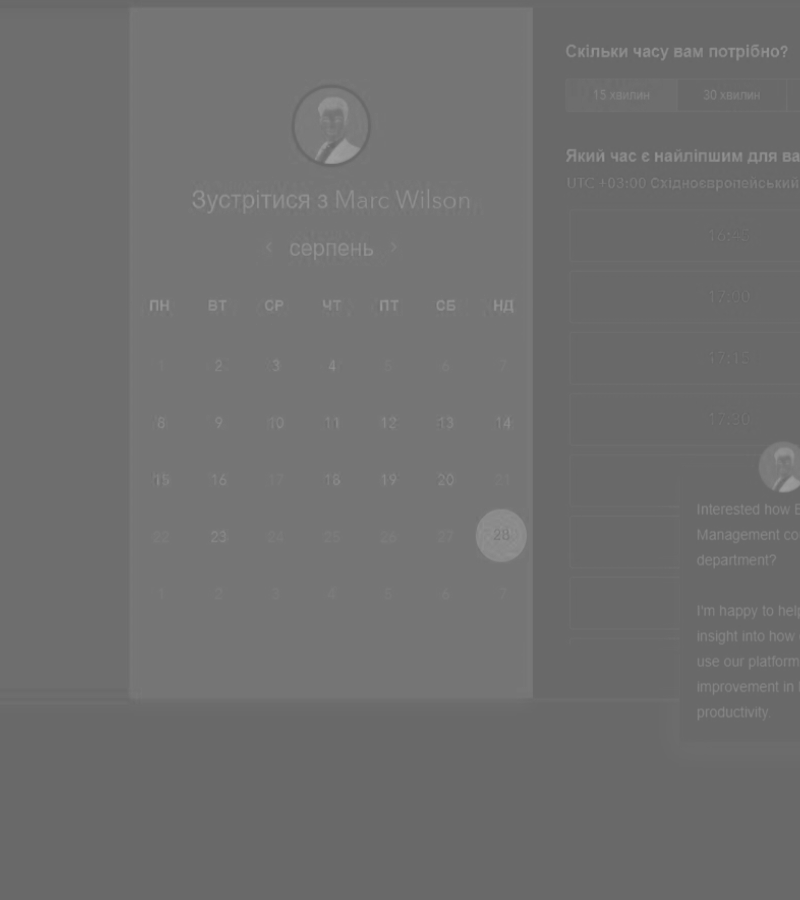 Зустрітися з Marc Wilson
< серпень >
ПН ВТ СР ЧТ ПТ СБ НД
1 2 3 4 5 6 7
8 9 10 11 12 13 14
15 16 17 18 19 20 21
22 23 24 25 26 27 28
1 2 3 4 5 6 7
Скільки часу вам потрібно?
15 хвилин 30 хвилин
Який час є найліпшим для ва
UTC +03:00 Східноєвропейський
16:45
17:00
17:15
17:30
Interested how
Management co
department?
I'm happy to help
insight into how
use our platform
improvement in
productivity.